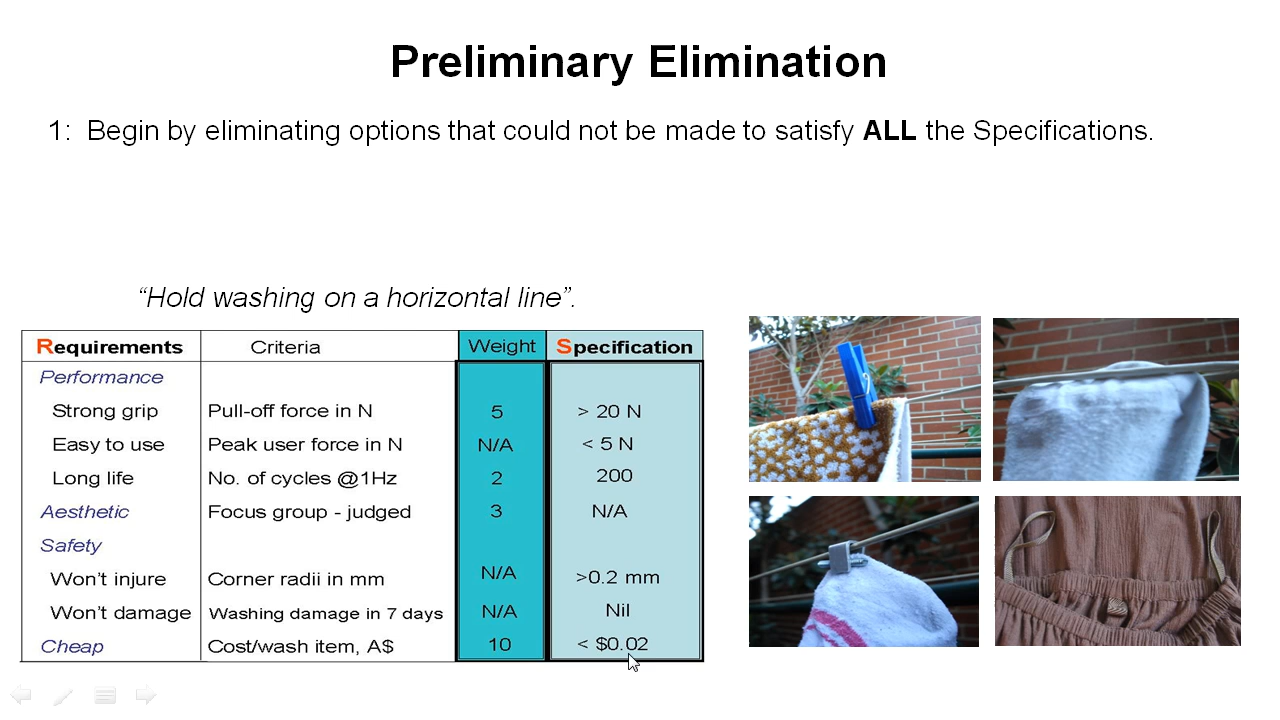 Preliminary Elimination
1: Begin by eliminating options that could not be made to satisfy ALL the Specifications.
“Hold washing on a horizontal line”.
Requirements Criteria Weight Specification
Performance
Strong grip Pull-off force in N 5 > 20 N
Easy to use Peak user force in N N/A < 5 N
Long life No. of cycles @1Hz 2 200
Aesthetic Focus group - judged 3 N/A
Safety
Won't injure Corner radii in mm N/A >0.2 mm
Won't damage Washing damage in 7 days N/A Nil
Cheap Cost/wash item, A$ 10 < $0.02